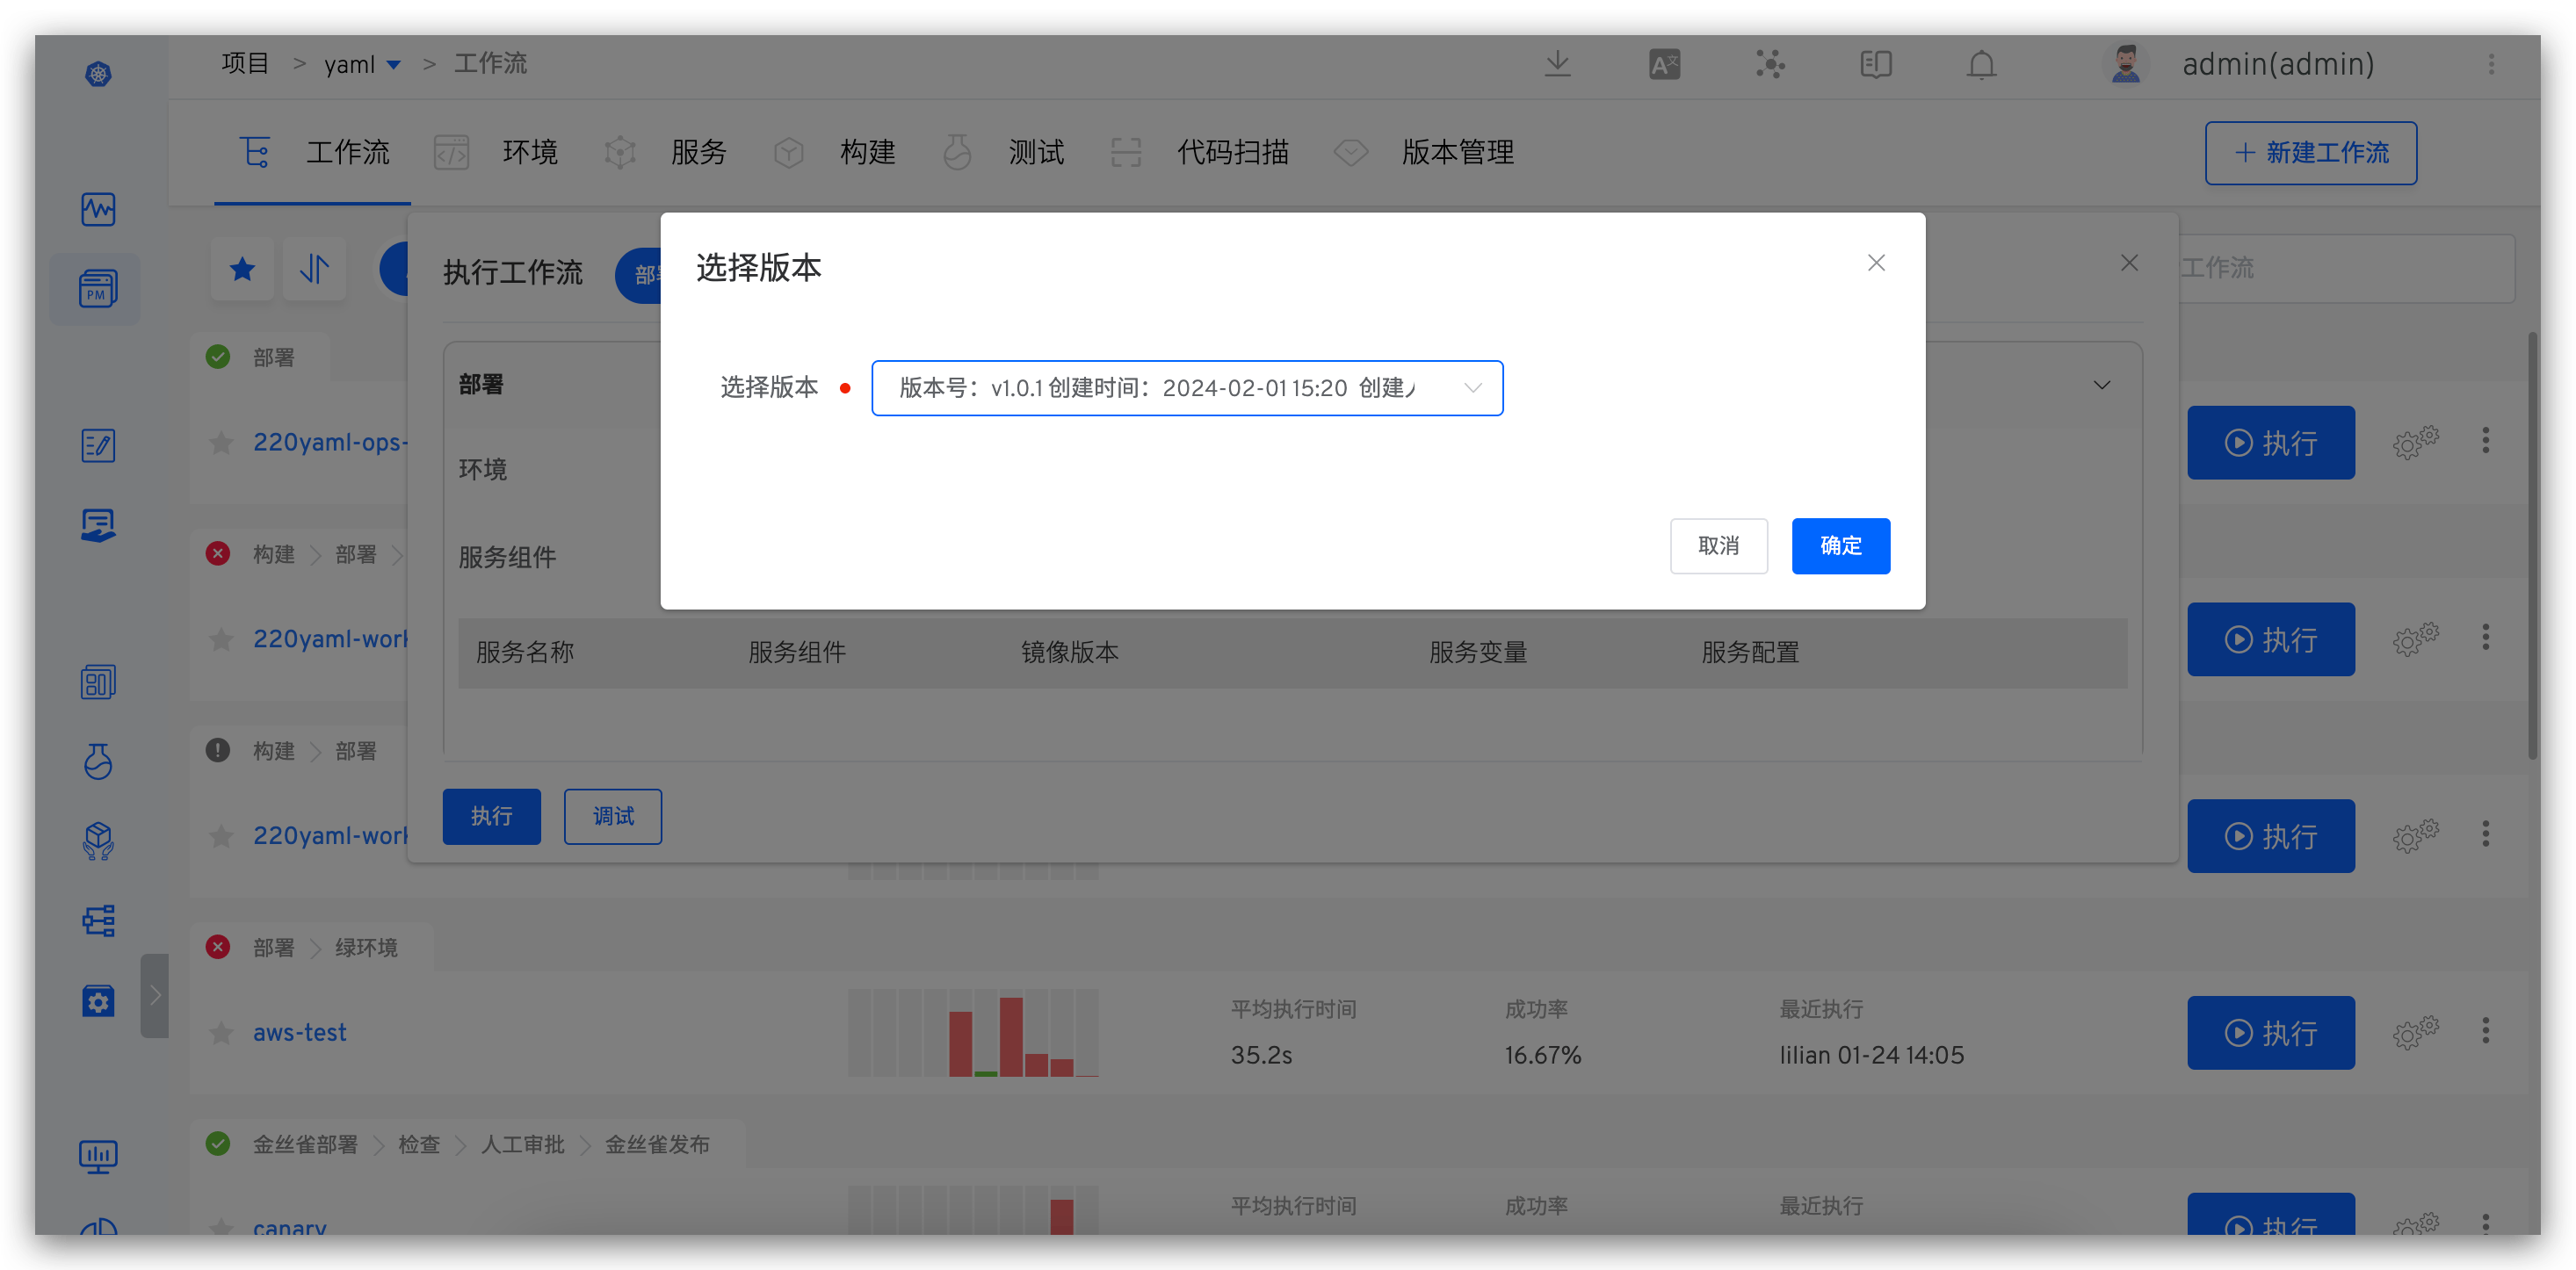 项目 > yaml > 工作流
admin(admin)
工作流 环境 服务 构建 测试 代码扫描 版本管理
新建工作流
PM
执行工作流
选择版本
工作流
部署
部署
选择版本 版本号：v1.0.1 创建时间：2024-02-01 15:20 创建
220yaml-ops-
环境
执行
取消
确定
构建 部署
服务组件
220yaml-work
服务名称 服务组件 镜像版本 服务变量 服务配置
执行
构建 部署
执行 调试
220yaml-work
执行
部署 绿环境
aws-test
平均执行时间 成功率 最近执行
35.2s 16.67% lilian 01-24 14:05
执行
金丝雀部署 检查 人工审批 金丝雀发布
canary
平均执行时间 成功率 最近执行
执行